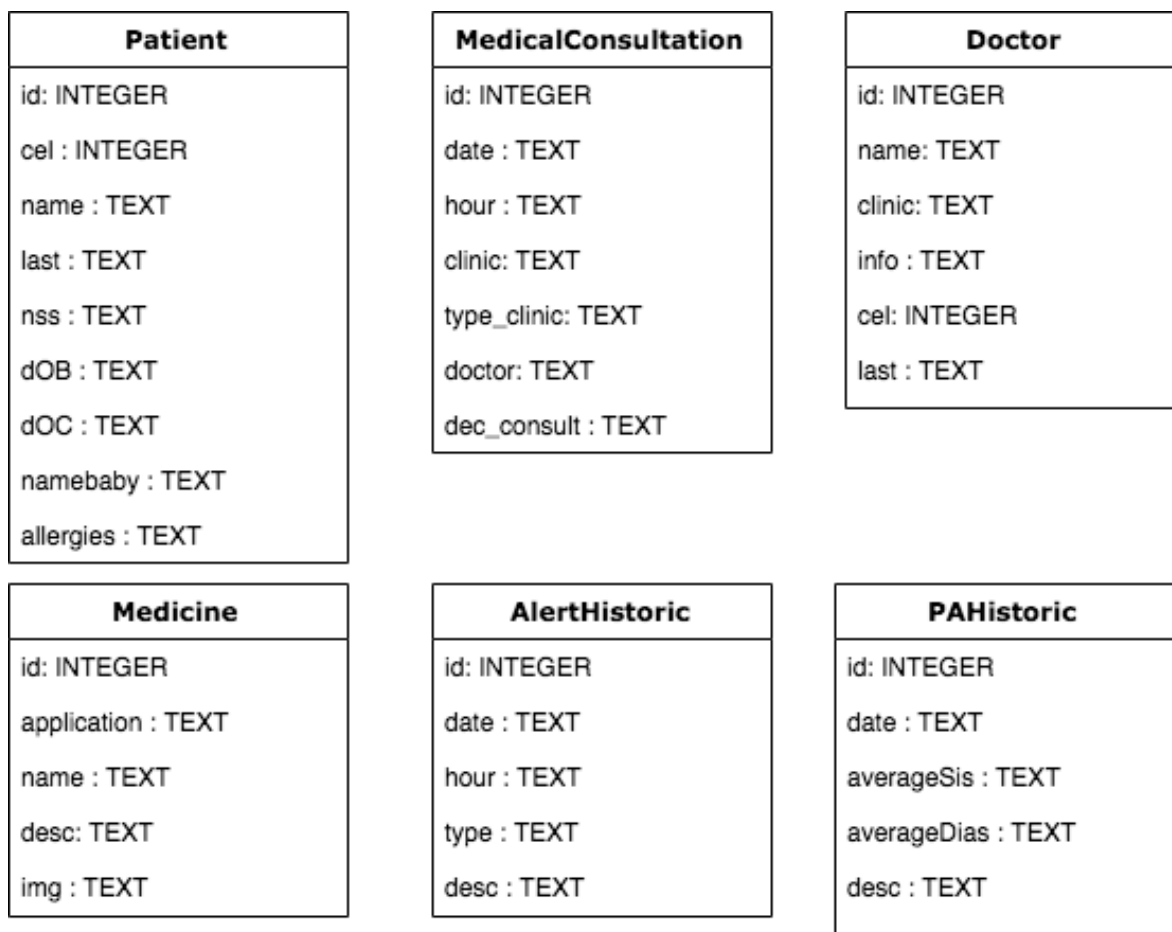 Patient
id: INTEGER
cel : INTEGER
name : TEXT
last : TEXT
nss : TEXT
dOB : TEXT
dOC : TEXT
namebaby : TEXT
allergies : TEXT
MedicalConsultation
id: INTEGER
date : TEXT
hour : TEXT
clinic: TEXT
type_clinic: TEXT
doctor: TEXT
dec_consult : TEXT
Doctor
id: INTEGER
name: TEXT
clinic: TEXT
info : TEXT
cel: INTEGER
last : TEXT
Medicine
id: INTEGER
application : TEXT
name : TEXT
desc: TEXT
img : TEXT
AlertHistoric
id: INTEGER
date : TEXT
hour : TEXT
type : TEXT
desc : TEXT
PAHistoric
id: INTEGER
date : TEXT
averageSis : TEXT
averageDias : TEXT
desc : TEXT